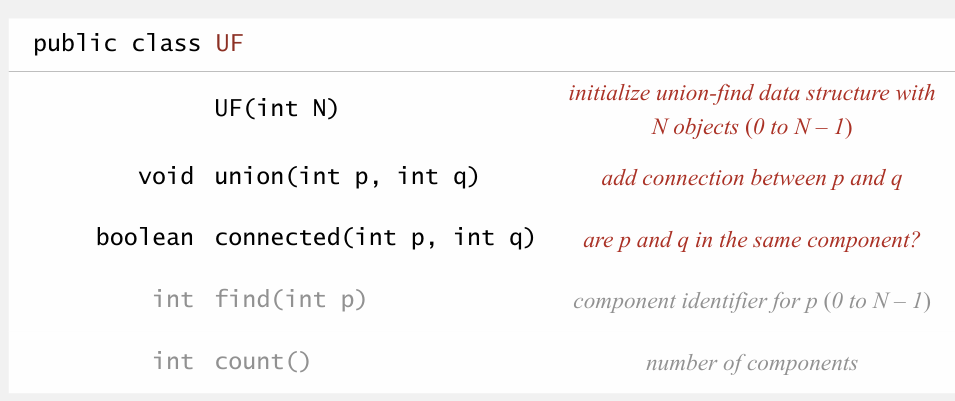 public class UF
UF(int N)
initialize union-find data structure with
N objects (0 to N – 1)
void union(int p, int q)
add connection between p and q
boolean connected(int p, int q)
are p and q in the same component?
int find(int p)
component identifier for p (0 to N – 1)
int count()
number of components